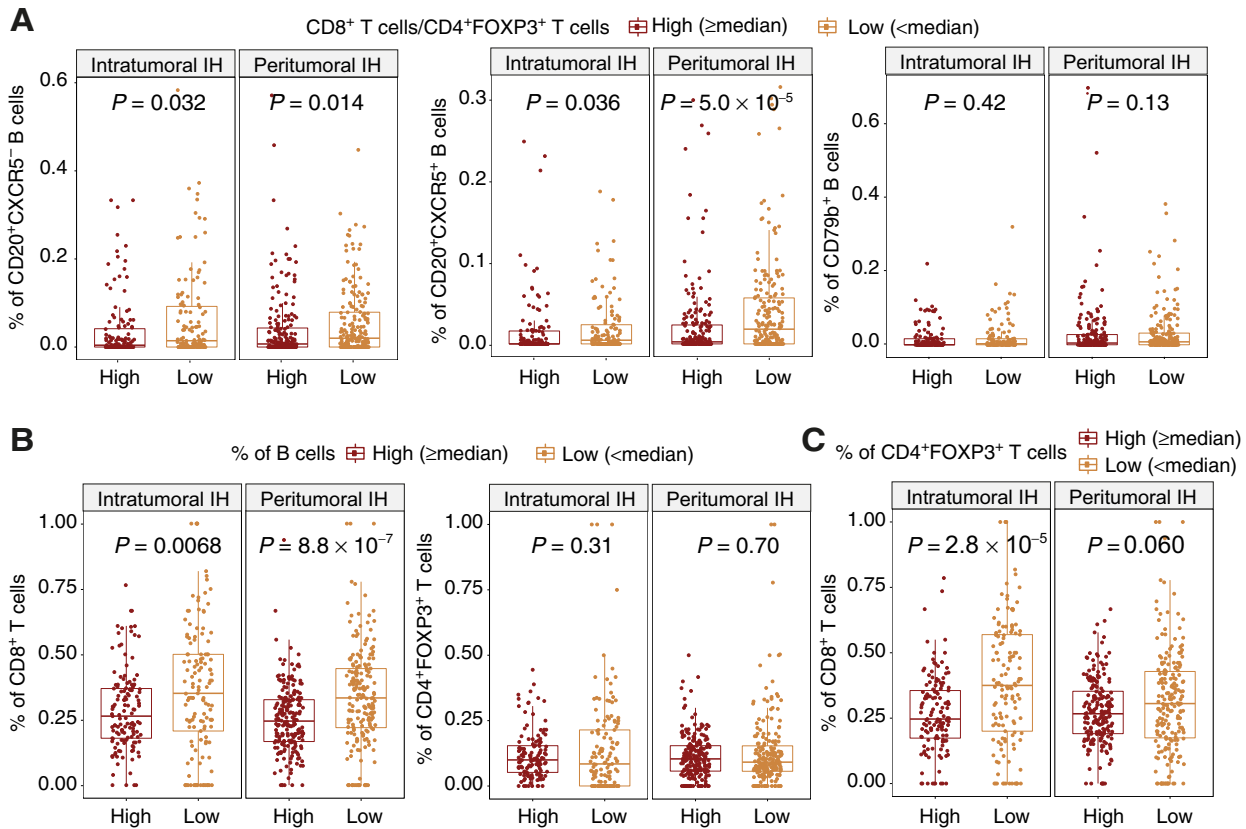 A
CD8⁺ T cells/CD4⁺FOXP3⁺ T cells High (≥median) Low (<median)
Intratumoral IH Peritumoral IH
% of CD20⁺CXCR5⁻ B cells
0.6
0.4
0.2
0.0
P = 0.032 P = 0.014
High Low High Low
Intratumoral IH Peritumoral IH
% of CD20⁺CXCR5⁺ B cells
0.3
0.2
0.1
0.0
P = 0.036 P = 5.0 × 10⁻⁵
High Low High Low
Intratumoral IH Peritumoral IH
% of CD79b⁺ B cells
0.6
0.4
0.2
0.0
P = 0.42 P = 0.13
High Low High Low
B
% of B cells High (≥median) Low (<median)
Intratumoral IH Peritumoral IH
% of CD8⁺ T cells
1.00
0.75
0.50
0.25
0.00
P = 0.0068 P = 8.8 × 10⁻⁷
High Low High Low
Intratumoral IH Peritumoral IH
% of CD4⁺FOXP3⁺ T cells
1.00
0.75
0.50
0.25
0.00
P = 0.31 P = 0.70
High Low High Low
C
% of CD4⁺FOXP3⁺ T cells High (≥median)
Low (<median)
Intratumoral IH Peritumoral IH
% of CD8⁺ T cells
1.00
0.75
0.50
0.25
0.00
P = 2.8 × 10⁻⁵ P = 0.060
High Low High Low